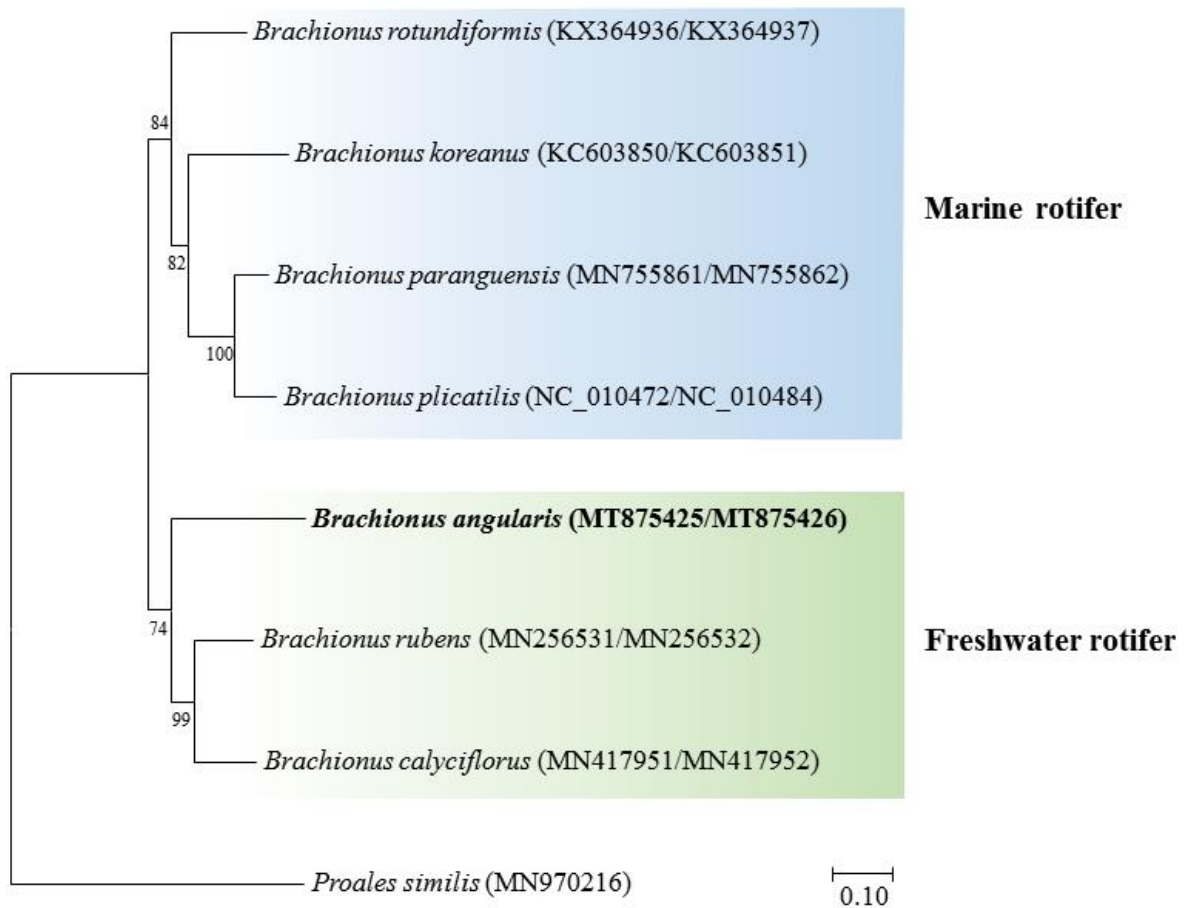 Brachionus rotundiformis (KX364936/KX364937)
84
Brachionus koreanus (KC603850/KC603851)
Marine rotifer
82
Brachionus paranguensis (MN755861/MN755862)
100
Brachionus plicatilis (NC_010472/NC_010484)
Brachionus angularis (MT875425/MT875426)
74
Brachionus rubens (MN256531/MN256532)
Freshwater rotifer
99
Brachionus calyciflorus (MN417951/MN417952)
Proales similis (MN970216)
0.10